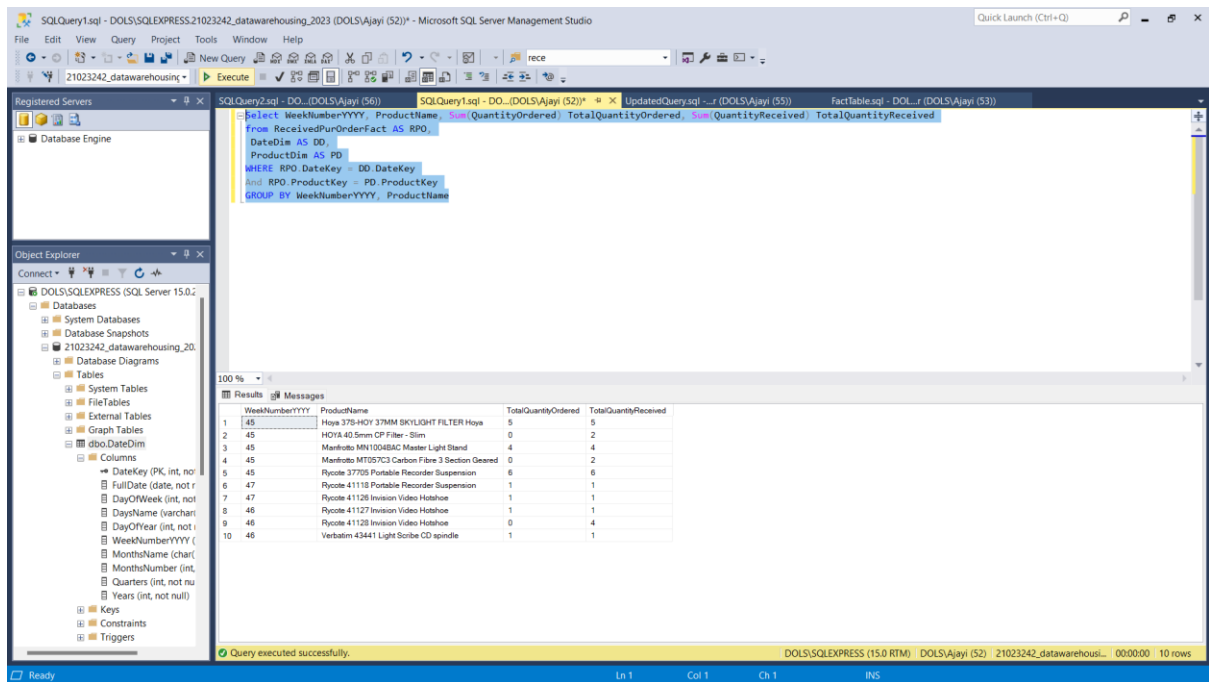 SQLQuery1.sql - DOLS\SQLEXPRESS.21023242_datawarehousing_2023 (DOLS\Ajayi (52))* - Microsoft SQL Server Management Studio
Quick Launch (Ctrl+Q)
File Edit View Query Project Tools Window Help
New Query
rece
21023242_datawarehousing
Execute
Registered Servers
Database Engine
SQLQuery2.sql - DO...(DOLS\Ajayi (56))
SQLQuery1.sql - DO...(DOLS\Ajayi (52))*
UpdatedQuery.sql -...r (DOLS\Ajayi (55))
FactTable.sql - DOL...r (DOLS\Ajayi (53))
Select WeekNumberYYYY, ProductName, Sum(QuantityOrdered) TotalQuantityOrdered, Sum(QuantityReceived) TotalQuantityReceived
from ReceivedPurOrderFact AS RPO,
DateDim AS DD,
ProductDim AS PD
WHERE RPO.DateKey = DD.DateKey
And RPO.ProductKey = PD.ProductKey
GROUP BY WeekNumberYYYY, ProductName
Object Explorer
Connect
DOLS\SQLEXPRESS (SQL Server 15.0.2
Databases
System Databases
Database Snapshots
21023242_datawarehousing_20.
Database Diagrams
Tables
System Tables
FileTables
External Tables
Graph Tables
dbo.DateDim
Columns
DateKey (PK, int, not
FullDate (date, not r
DayOfWeek (int, not
DaysName (varchar(
DayOfYear (int, not
WeekNumberYYYY (
MonthsName (char(
MonthsNumber (int,
Quarters (int, not nu
Years (int, not null)
Keys
Constraints
Triggers
100 %
Results Messages
WeekNumberYYYY ProductName TotalQuantityOrdered TotalQuantityReceived
1 45 Hoya 37S-HOY 37MM SKYLIGHT FILTER Hoya 5 5
2 45 HOYA 40.5mm CP Filter - Slim 0 2
3 45 Manfrotto MN1004BAC Master Light Stand 4 4
4 45 Manfrotto MT057C3 Carbon Fibre 3 Section Geared 0 2
5 45 Rycote 37705 Portable Recorder Suspension 6 6
6 47 Rycote 41118 Portable Recorder Suspension 1 1
7 47 Rycote 41126 Invision Video Hotshoe 1 1
8 46 Rycote 41127 Invision Video Hotshoe 1 1
9 46 Rycote 41128 Invision Video Hotshoe 0 4
10 46 Verbatim 43441 Light Scribe CD spindle 1 1
Query executed successfully.
DOLS\SQLEXPRESS (15.0 RTM) DOLS\Ajayi (52) 21023242_datawarehousi... 00:00:00 10 rows
Ready
Ln 1 Col 1 Ch 1 INS